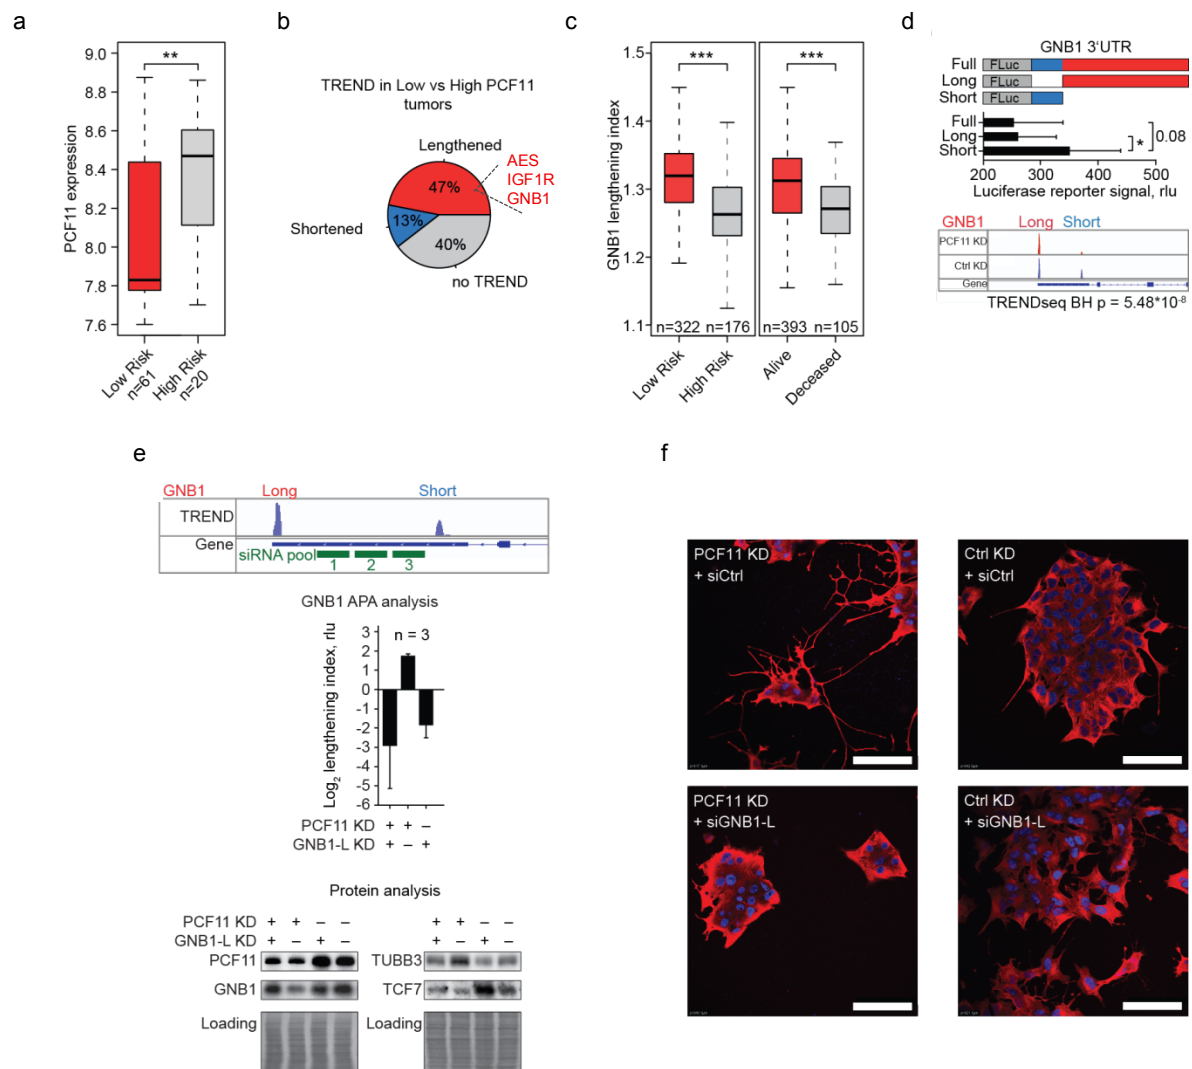 a
PCF11 expression
9.0
8.8
8.6
8.4
8.2
8.0
7.8
7.6
**
Low Risk
n=61
High Risk
n=20
b
TREND in Low vs High PCF11
tumors
Lengthened
AES
IGF1R
GNB1
47%
Shortened
13%
40%
no TREND
c
GNB1 lengthening index
1.5
1.4
1.3
1.2
1.1
***
***
n=322
n=176
n=393
n=105
Low Risk
High Risk
Alive
Deceased
d
GNB1 3'UTR
Full
FLuc
Long
FLuc
Short
FLuc
Full
Long
Short
*
0.08
200
300
400
500
Luciferase reporter signal, rlu
GNB1
Long
Short
PCF11 KD
Ctrl KD
Gene
TRENDseq BH p = 5.48*10⁻⁸
e
GNB1
Long
Short
TREND
Gene
siRNA pool
1
2
3
GNB1 APA analysis
Log₂ lengthening index, rlu
3
2
1
0
-1
-2
-3
-4
-5
-6
n = 3
PCF11 KD + + –
GNB1-L KD + – +
Protein analysis
PCF11 KD + + – –
GNB1-L KD + – + –
PCF11
GNB1
Loading
+ + – –
+ – + –
TUBB3
TCF7
Loading
f
PCF11 KD
+ siCtrl
Ctrl KD
+ siCtrl
PCF11 KD
+ siGNB1-L
Ctrl KD
+ siGNB1-L